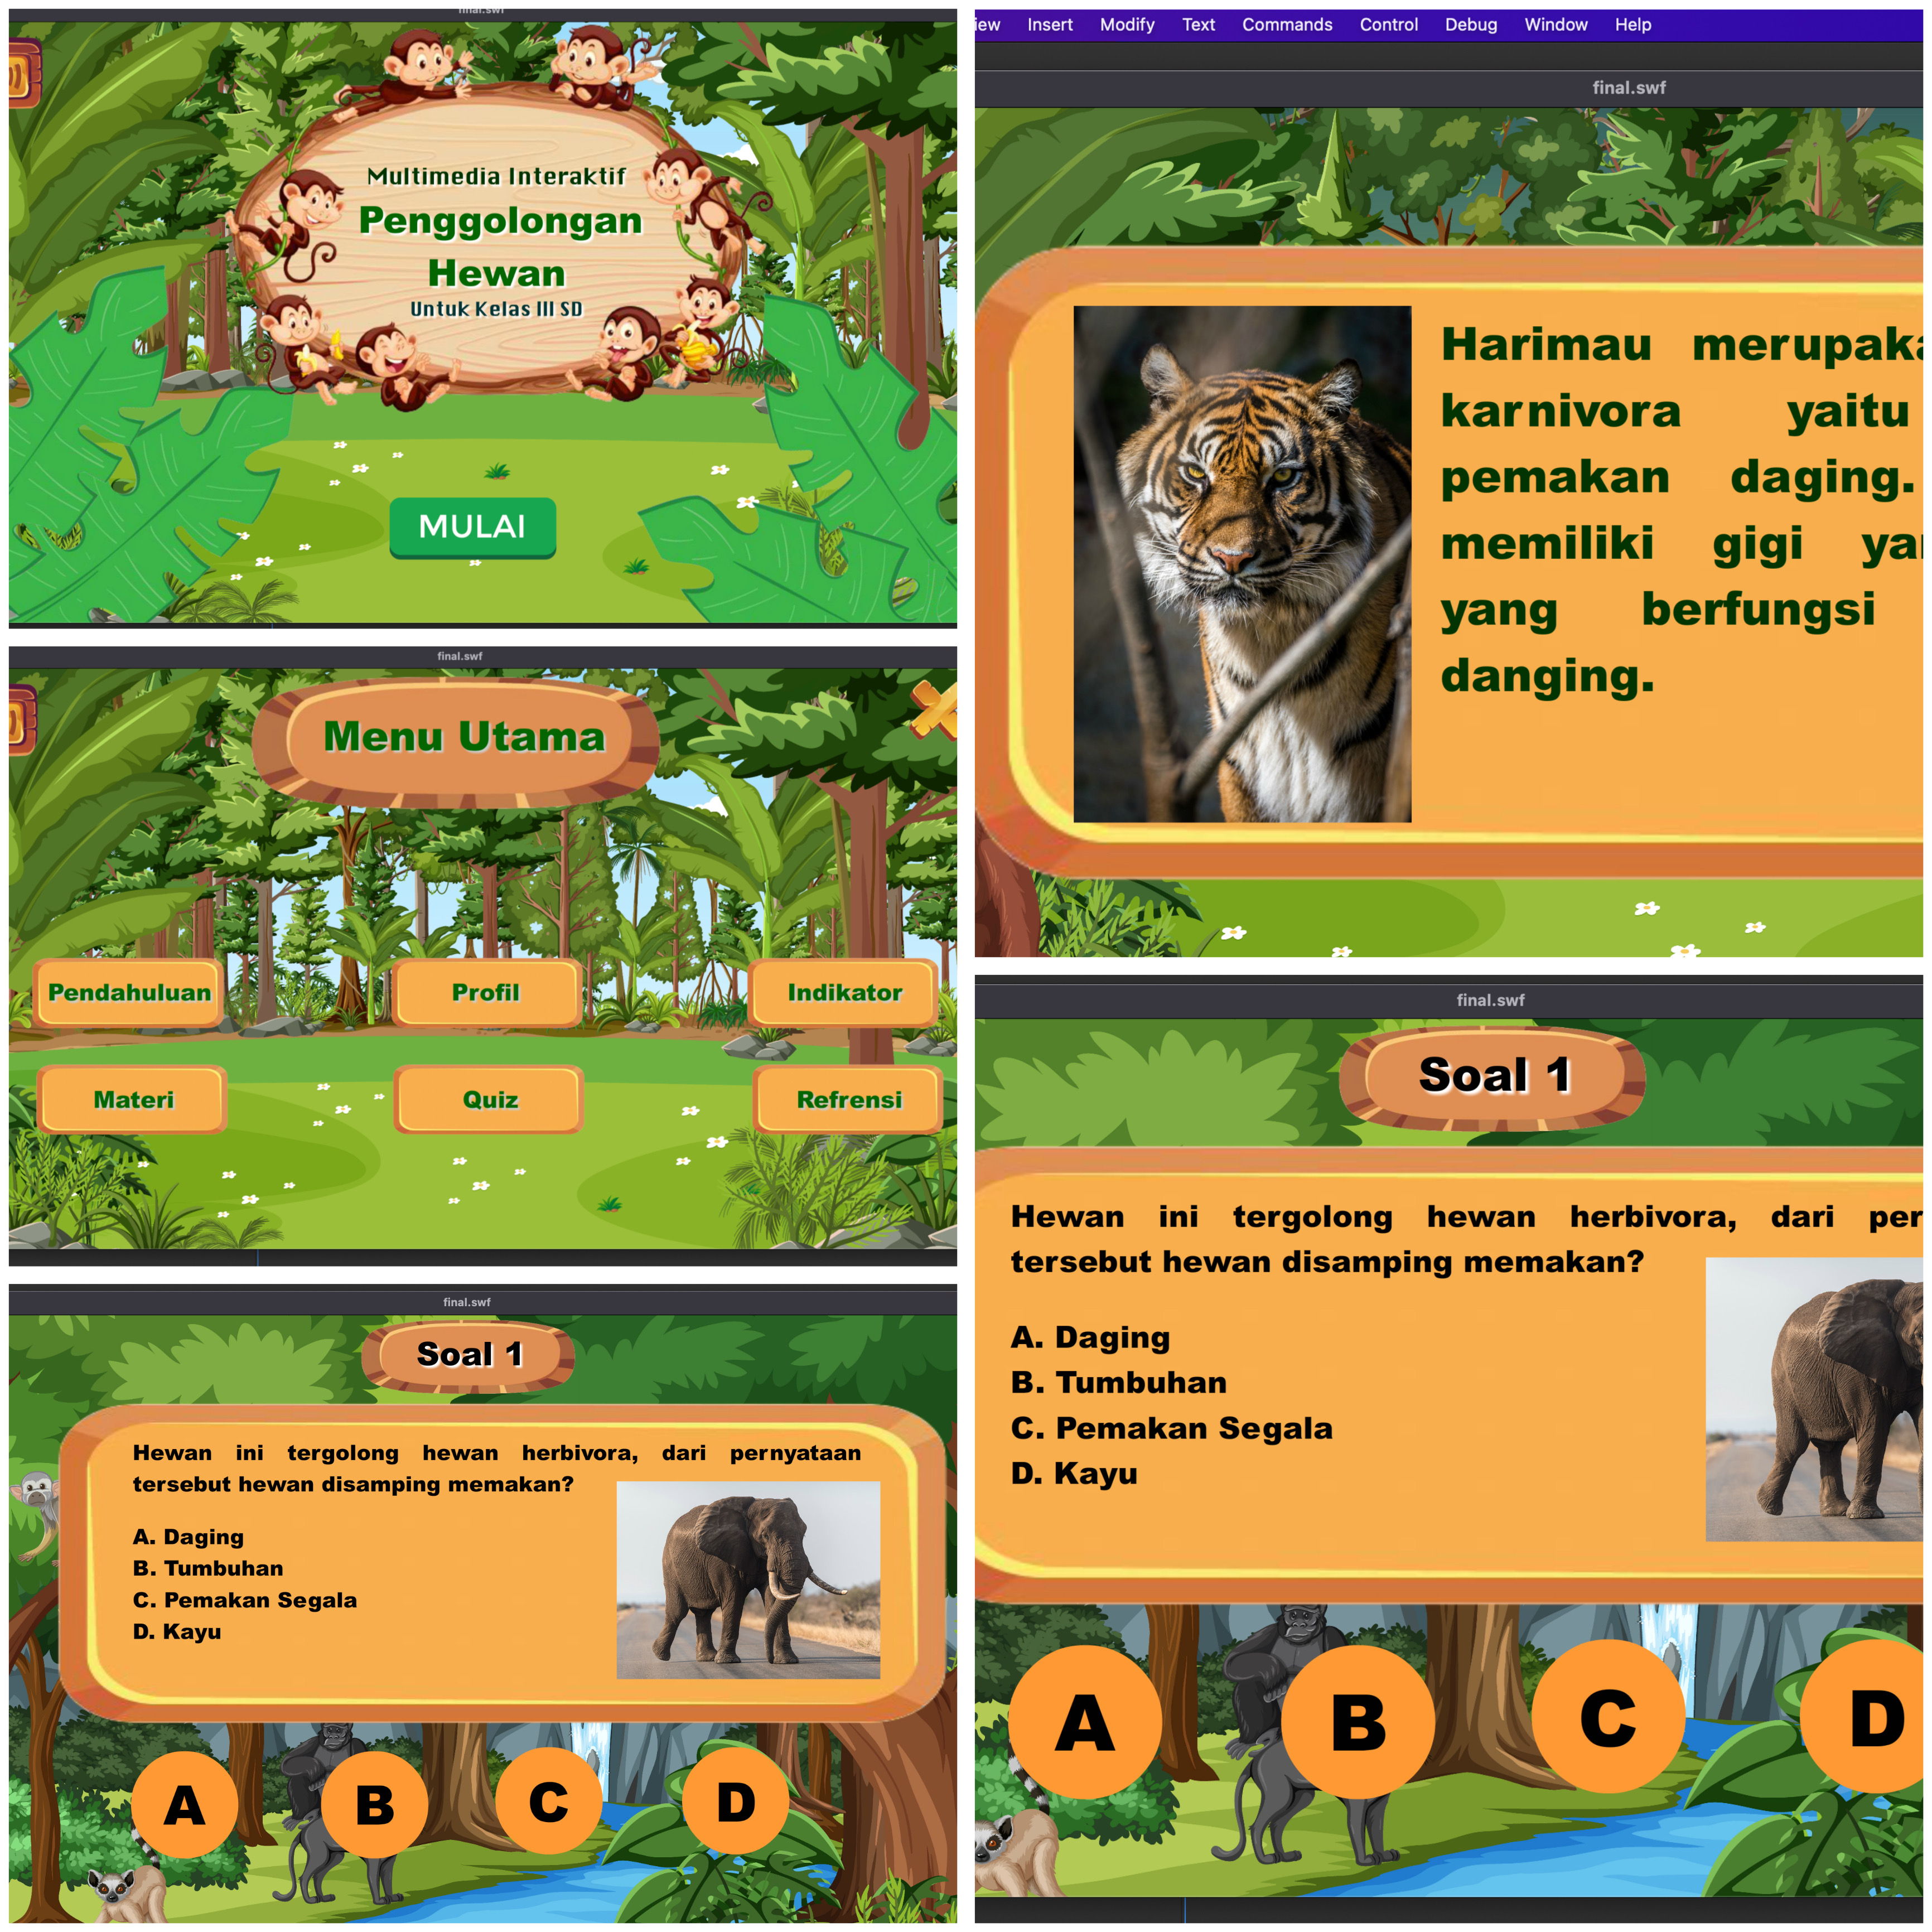 final.swf
Multimedia Interaktif
Penggolongan
Hewan
Untuk Kelas III SD
MULAI
final.swf
Menu Utama
Pendahuluan
Profil
Indikator
Materi
Quiz
Refrensi
final.swf
Soal 1
Hewan ini tergolong hewan herbivora, dari pernyataan
tersebut hewan disamping memakan?
A. Daging
B. Tumbuhan
C. Pemakan Segala
D. Kayu
A
B
C
D
Insert Modify Text Commands Control Debug Window Help
final.swf
Harimau
karnivora yaitu
pemakan daging.
memiliki gigi
yang berfungsi
danging.
final.swf
Soal 1
Hewan ini tergolong hewan herbivora, dari
tersebut hewan disamping memakan?
A. Daging
B. Tumbuhan
C. Pemakan Segala
D. Kayu
A
B
C
D